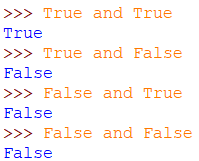 >>> True and True
True
>>> True and False
False
>>> False and True
False
>>> False and False
False